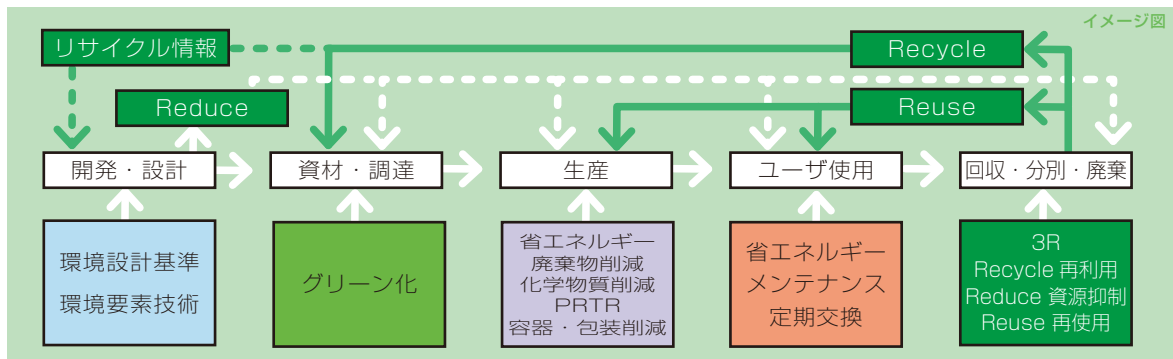 イメージ図
リサイクル情報
Recycle
Reduce
Reuse
開発・設計
資材・調達
生産
ユーザ使用
回収・分別・廃棄
環境設計基準
環境要素技術
グリーン化
省エネルギー
廃棄物削減
化学物質削減
PRTR
容器・包装削減
省エネルギー
メンテナンス
定期交換
3R
Recycle 再利用
Reduce 資源抑制
Reuse 再使用